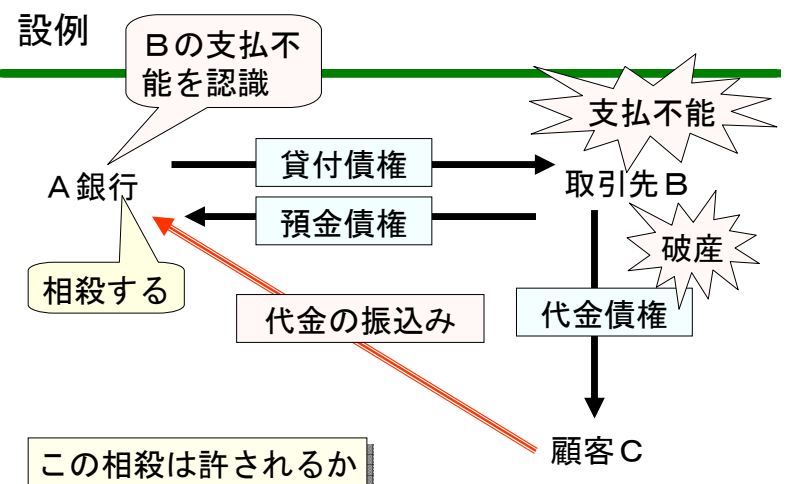 設例
Ｂの支払不
能を認識
支払不能
貸付債権
Ａ銀行
取引先Ｂ
預金債権
破産
相殺する
代金の振込み
代金債権
顧客Ｃ
この相殺は許されるか